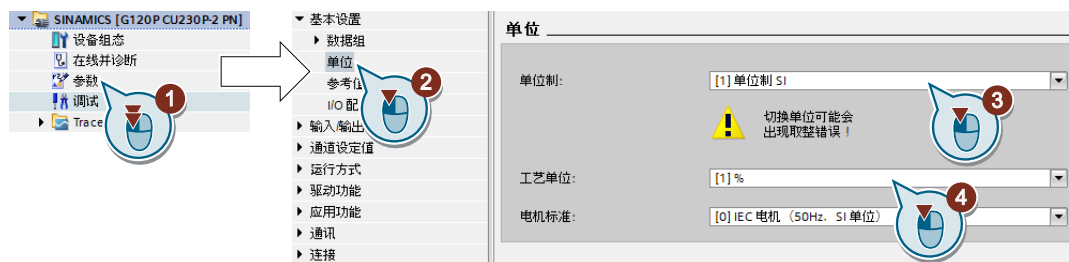 SINAMICS [G120P CU230P-2 PN]
设备组态
在线并诊断
参数
调试
Trace
1
基本设置
数据组
单位
参考值
I/O 配
输入/输出
通道设定值
运行方式
驱动功能
应用功能
通讯
连接
2
单位
单位制:
[1] 单位制 SI
切换单位可能会
出现取整错误！
3
工艺单位:
[1] %
电机标准:
[0] IEC 电机 （50Hz．SI 单位）
4